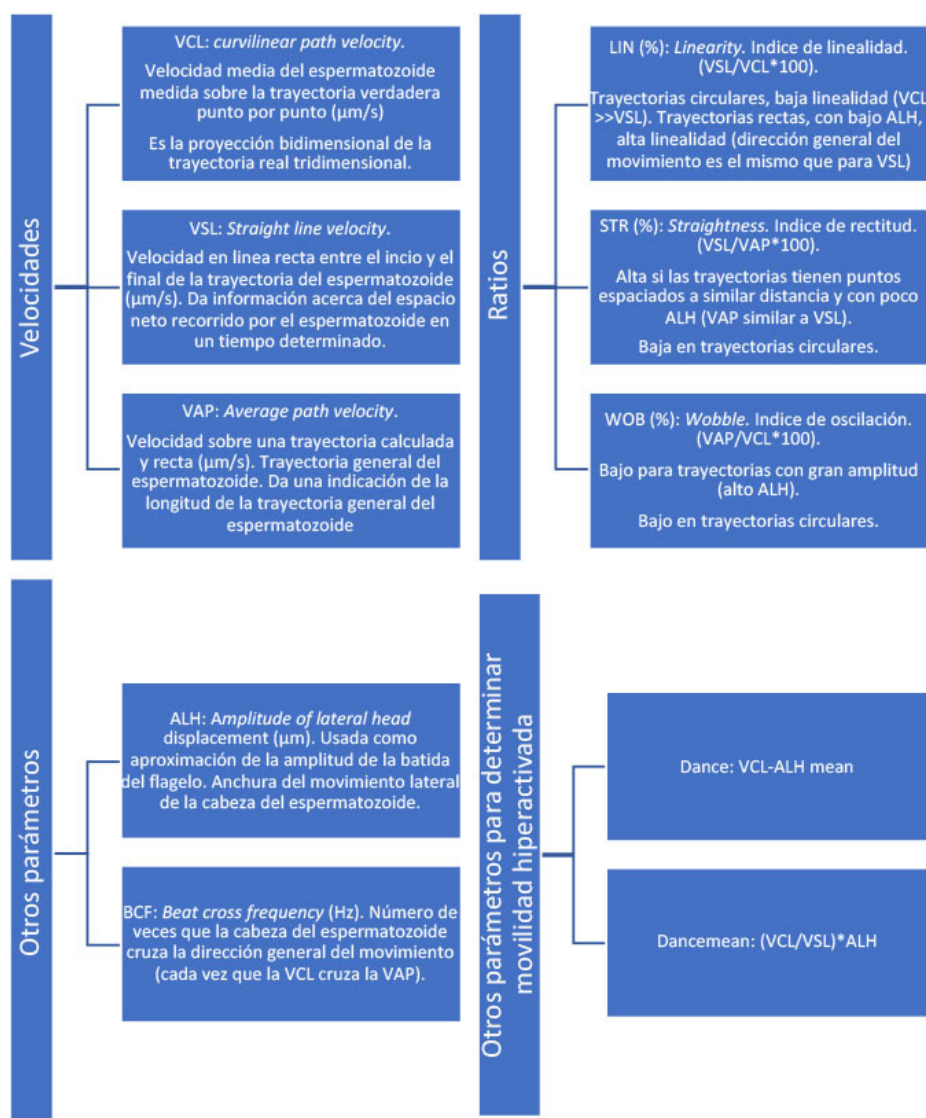 Velocidades
VCL: curvilinear path velocity.
Velocidad media del espermatozoide
medida sobre la trayectoria verdadera
punto por punto (µm/s)
Es la proyección bidimensional de la
trayectoria real tridimensional.
VSL: Straight line velocity.
Velocidad en linea recta entre el incio y el
final de la trayectoria del espermatozoide
(µm/s). Da información acerca del espacio
neto recorrido por el espermatozoide en
un tiempo determinado.
VAP: Average path velocity.
Velocidad sobre una trayectoria calculada
y recta (µm/s). Trayectoria general del
espermatozoide. Da una indicación de la
longitud de la trayectoria general del
espermatozoide
Ratios
LIN (%): Linearity. Indice de linealidad.
(VSL/VCL*100).
Trayectorias circulares, baja linealidad (VCL
>>VSL). Trayectorias rectas, con bajo ALH,
alta linealidad (dirección general del
movimiento es el mismo que para VSL)
STR (%): Straightness. Indice de rectitud.
(VSL/VAP*100).
Alta si las trayectorias tienen puntos
espaciados a similar distancia y con poco
ALH (VAP similar a VSL).
Baja en trayectorias circulares.
WOB (%): Wobble. Indice de oscilación.
(VAP/VCL*100).
Bajo para trayectorias con gran amplitud
(alto ALH).
Bajo en trayectorias circulares.
Otros parámetros
ALH: Amplitude of lateral head
displacement (µm). Usada como
aproximación de la amplitud de la batida
del flagelo. Anchura del movimiento lateral
de la cabeza del espermatozoide.
BCF: Beat cross frequency (Hz). Número de
veces que la cabeza del espermatozoide
cruza la dirección general del movimiento
(cada vez que la VCL cruza la VAP).
Otros parámetros para determinar
movilidad hiperactivada
Dance: VCL-ALH mean
Dancemean: (VCL/VSL)*ALH